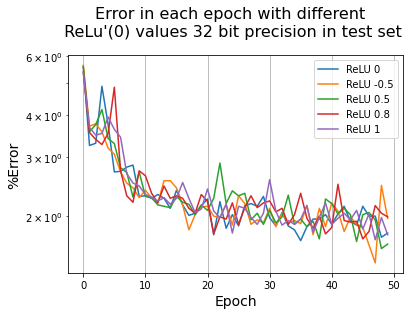 Error in each epoch with different
ReLU'(0) values 32 bit precision in test set
%Error
6 × 10⁰
4 × 10⁰
3 × 10⁰
2 × 10⁰
ReLU 0
ReLU -0.5
ReLU 0.5
ReLU 0.8
ReLU 1
0 10 20 30 40 50
Epoch